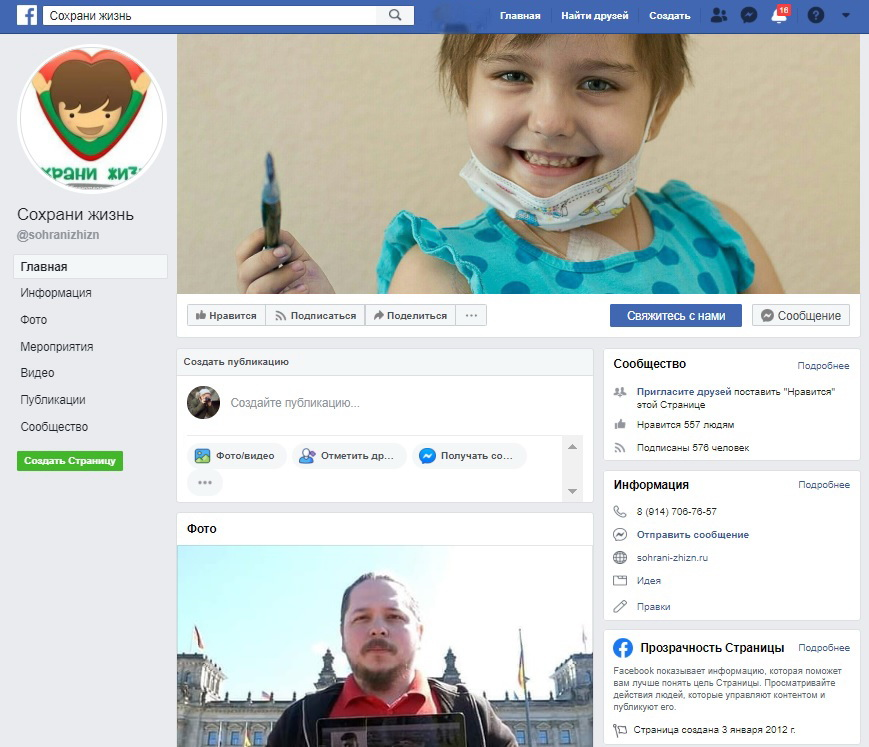 Сохрани жизнь
Главная
Найти друзей
Создать
16
Сохрани жизнь
@sohranizhizn
Главная
Информация
Фото
Мероприятия
Видео
Публикации
Сообщество
Создать Страницу
Нравится
Подписаться
Поделиться
Свяжитесь с нами
Сообщение
Создать публикацию
Создайте публикацию...
Фото/видео
Отметить др...
Получать со...
Фото
Сообщество
Подробнее
Пригласите друзей поставить "Нравится"
этой Странице
Нравится 557 людям
Подписаны 576 человек
Информация
Подробнее
8 (914) 706-76-57
Отправить сообщение
sohrani-zhizn.ru
Идея
Правки
Прозрачность Страницы
Подробнее
Facebook показывает информацию, которая поможет
вам лучше понять цель Страницы. Просматривайте
действия людей, которые управляют контентом и
публикуют его.
Страница создана 3 января 2012 г.